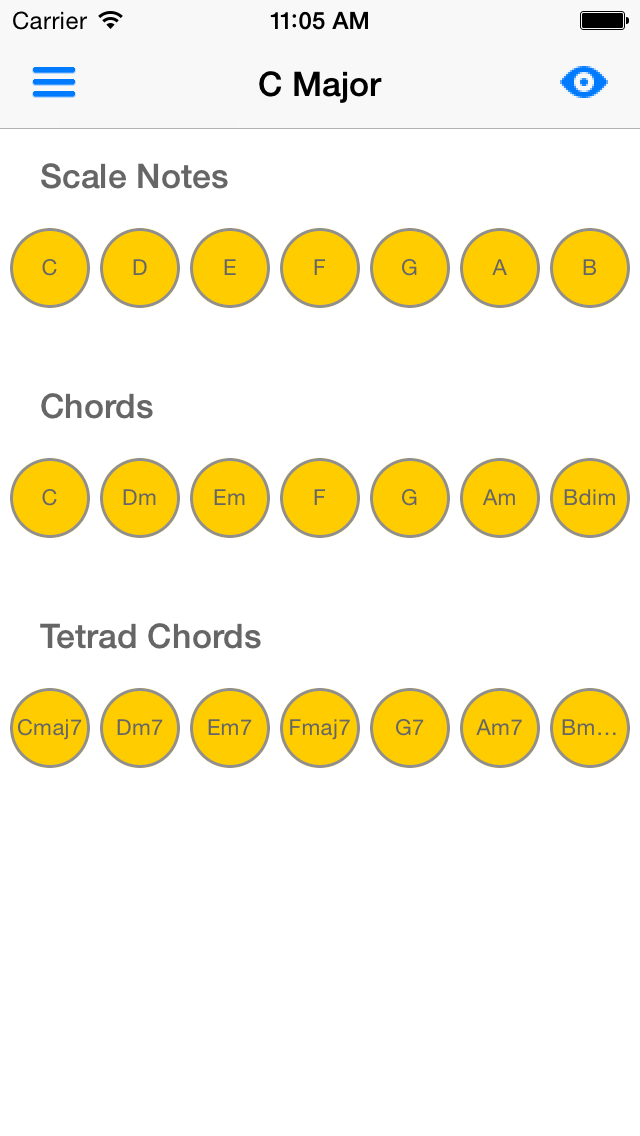 Carrier 11:05 AM
C Major
Scale Notes
C D E F G A B
Chords
C Dm Em F G Am Bdim
Tetrad Chords
Cmaj7 Dm7 Em7 Fmaj7 G7 Am7 Bm...